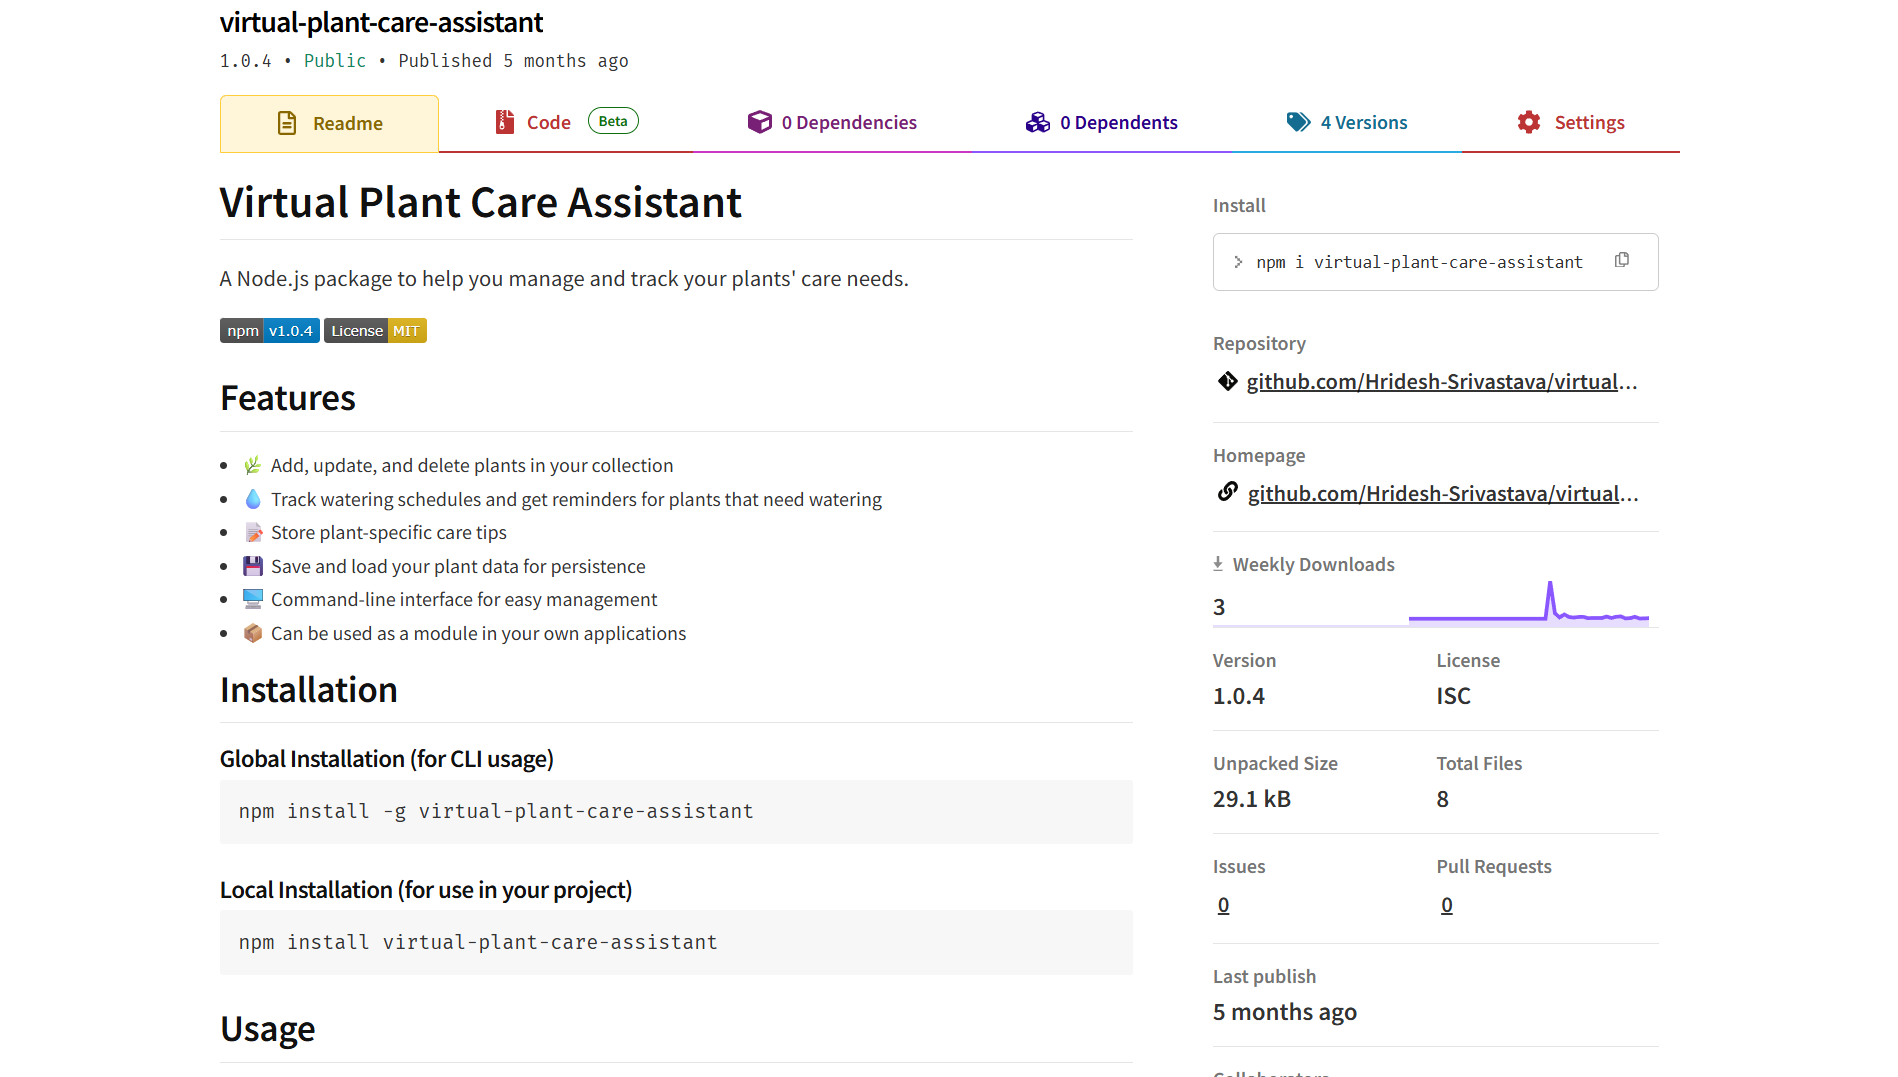 virtual-plant-care-assistant
1.0.4 • Public • Published 5 months ago
Readme
Code Beta
0 Dependencies
0 Dependents
4 Versions
Settings
Virtual Plant Care Assistant
A Node.js package to help you manage and track your plants' care needs.
npm v1.0.4 License MIT
Features
• 🌿 Add, update, and delete plants in your collection
• 💧 Track watering schedules and get reminders for plants that need watering
• 📝 Store plant-specific care tips
• 💾 Save and load your plant data for persistence
• 🖥️ Command-line interface for easy management
• 📦 Can be used as a module in your own applications
Installation
Global Installation (for CLI usage)
npm install -g virtual-plant-care-assistant
Local Installation (for use in your project)
npm install virtual-plant-care-assistant
Usage
Install
> npm i virtual-plant-care-assistant
Repository
github.com/Hridesh-Srivastava/virtual...
Homepage
github.com/Hridesh-Srivastava/virtual...
Weekly Downloads
3
Version
1.0.4
License
ISC
Unpacked Size
29.1 kB
Total Files
8
Issues
0
Pull Requests
0
Last publish
5 months ago